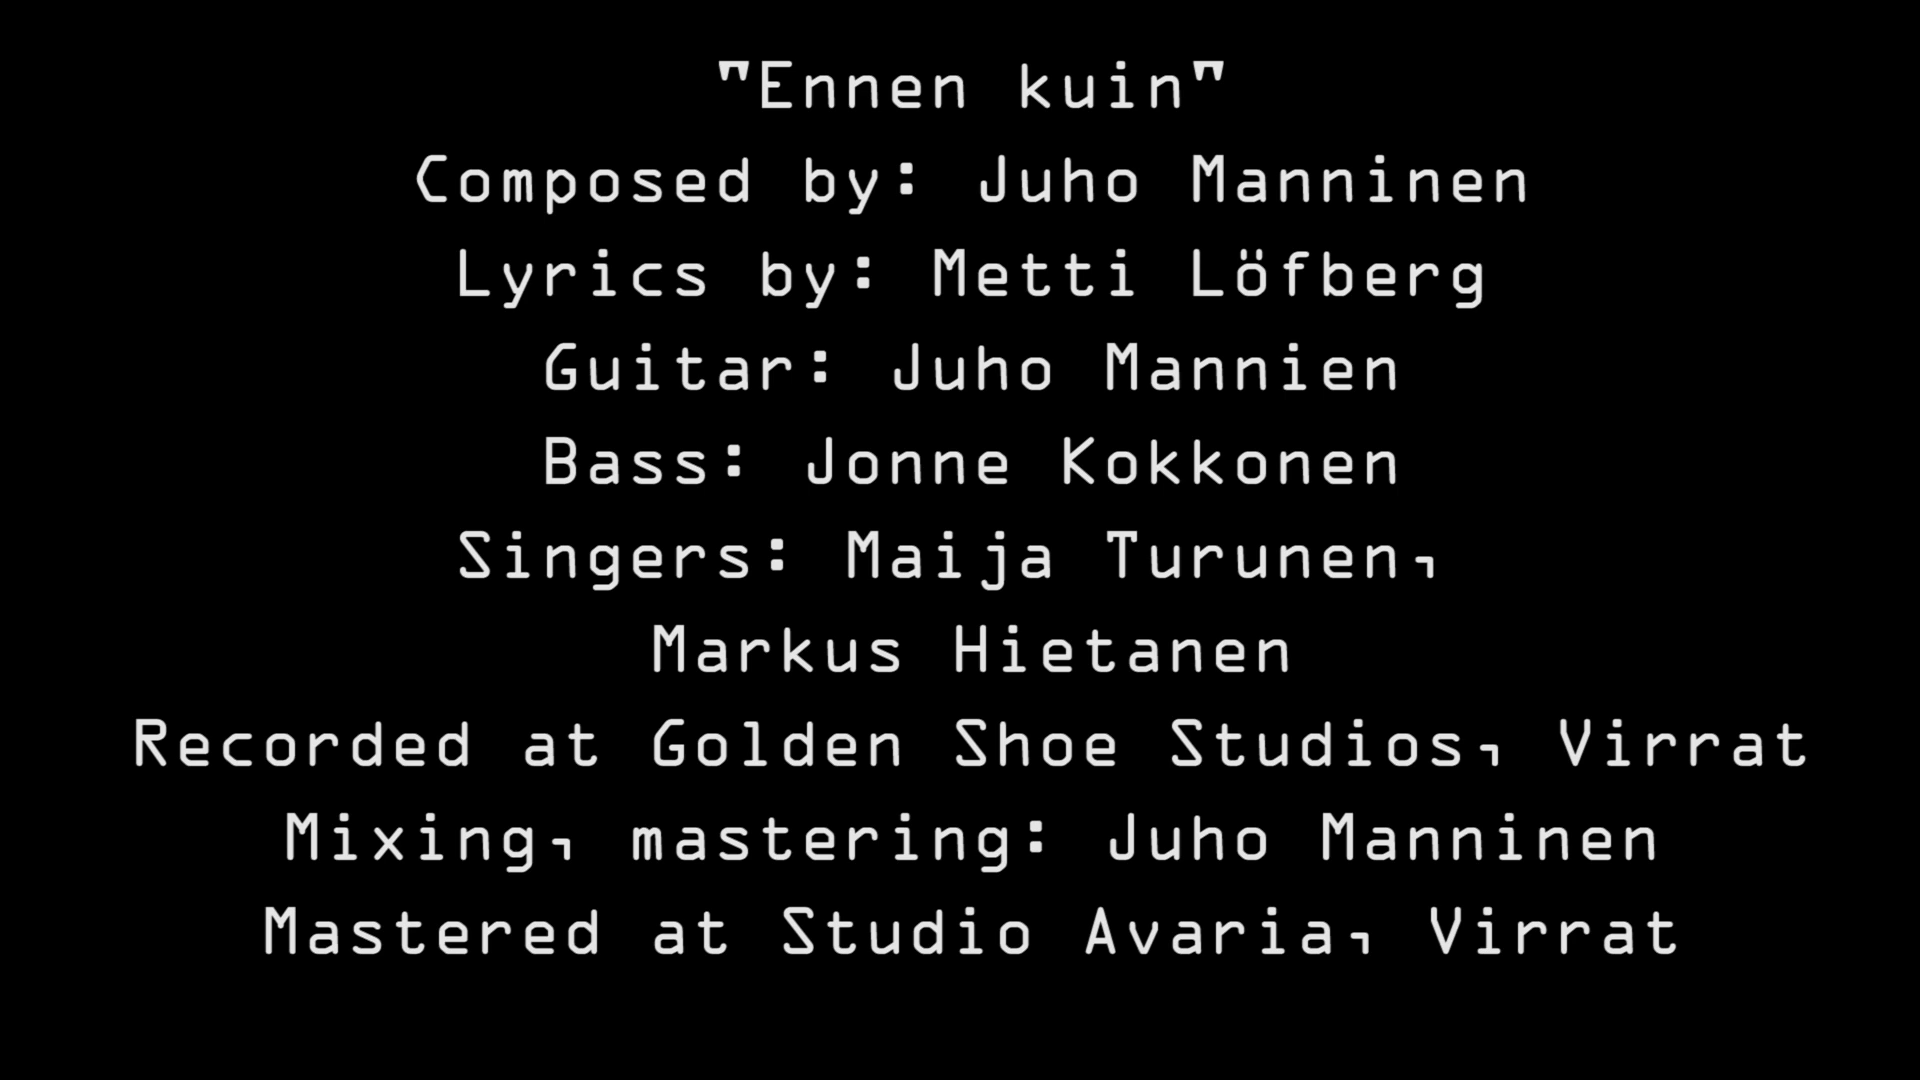 "Ennen kuin"
Composed by: Juho Manninen
Lyrics by: Metti Löfberg
Guitar: Juho Mannien
Bass: Jonne Kokkonen
Singers: Maija Turunen,
Markus Hietanen
Recorded at Golden Shoe Studios, Virrat
Mixing, mastering: Juho Manninen
Mastered at Studio Avaria, Virrat